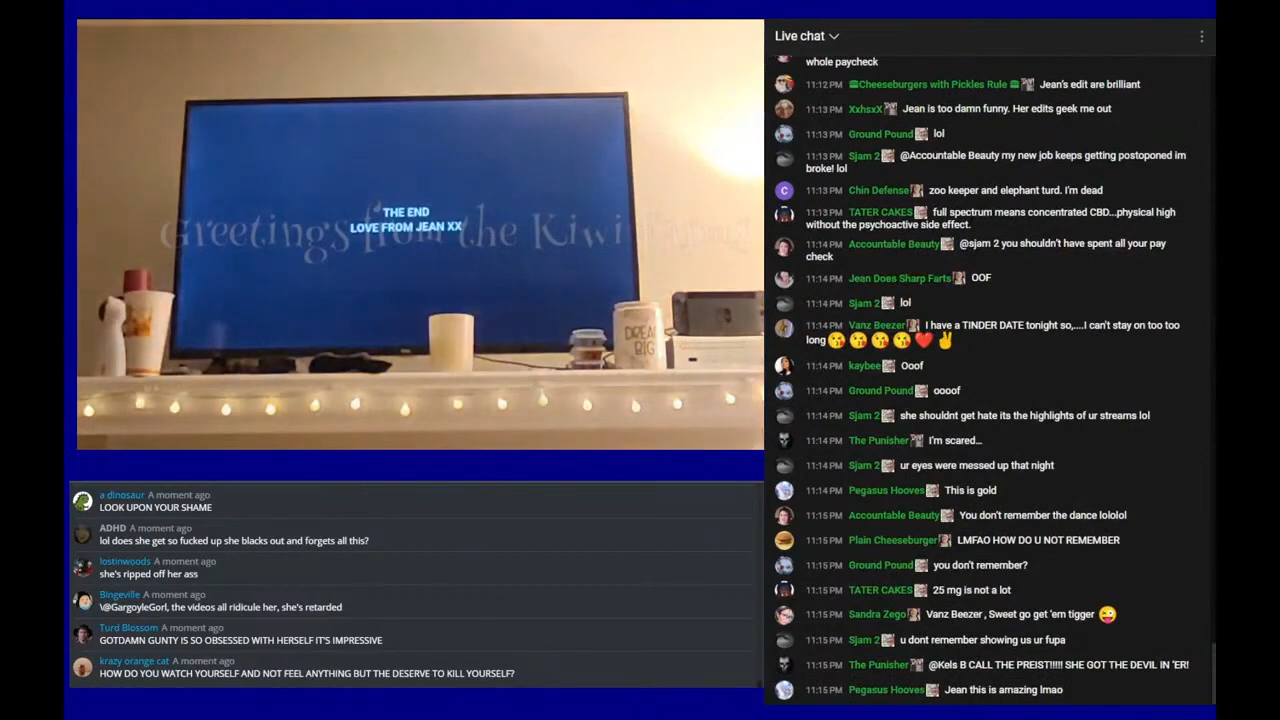 THE END
LOVE FROM JEAN XX
Greetings from the Kiwi Farms
DREAM
BIG
a dinosaur A moment ago
LOOK UPON YOUR SHAME
ADHD A moment ago
lol does she get so fucked up she blacks out and forgets all this?
lostinwoods A moment ago
she's ripped off her ass
Bingeville A moment ago
\@GargoyleGorl, the videos all ridicule her, she's retarded
Turd Blossom A moment ago
GOTDAMN GUNTY IS SO OBSESSED WITH HERSELF IT'S IMPRESSIVE
krazy orange cat A moment ago
HOW DO YOU WATCH YOURSELF AND NOT FEEL ANYTHING BUT THE DESERVE TO KILL YOURSELF?
Live chat
whole paycheck
11:12 PM Cheeseburgers with Pickles Rule Jean's edit are brilliant
11:13 PM XxhsxX Jean is too damn funny. Her edits geek me out
11:13 PM Ground Pound lol
11:13 PM Sjam 2 @Accountable Beauty my new job keeps getting postoponed im
broke! lol
C
11:13 PM Chin Defense zoo keeper and elephant turd. I'm dead
11:13 PM TATER CAKES full spectrum means concentrated CBD...physical high
without the psychoactive side effect.
11:14 PM Accountable Beauty @sjam 2 you shouldn't have spent all your pay
check
11:14 PM Jean Does Sharp Farts OOF
11:14 PM Sjam 2 lol
11:14 PM Vanz Beezer I have a TINDER DATE tonight so,....I can't stay on too too
long 😘 😘 😘 😘 ❤️ ✌️
11:14 PM kaybee Ooof
11:14 PM Ground Pound oooof
11:14 PM Sjam 2 she shouldnt get hate its the highlights of ur streams lol
11:14 PM The Punisher I'm scared...
11:14 PM Sjam 2 ur eyes were messed up that night
11:14 PM Pegasus Hooves This is gold
11:15 PM Accountable Beauty You don't remember the dance lololol
11:15 PM Plain Cheeseburger LMFAO HOW DO U NOT REMEMBER
11:15 PM Ground Pound you don't remember?
11:15 PM TATER CAKES 25 mg is not a lot
11:15 PM Sandra Zego Vanz Beezer , Sweet go get 'em tigger 😜
11:15 PM Sjam 2 u dont remember showing us ur fupa
11:15 PM The Punisher @Kels B CALL THE PREIST!!!!! SHE GOT THE DEVIL IN 'ER!
11:15 PM Pegasus Hooves Jean this is amazing lmao